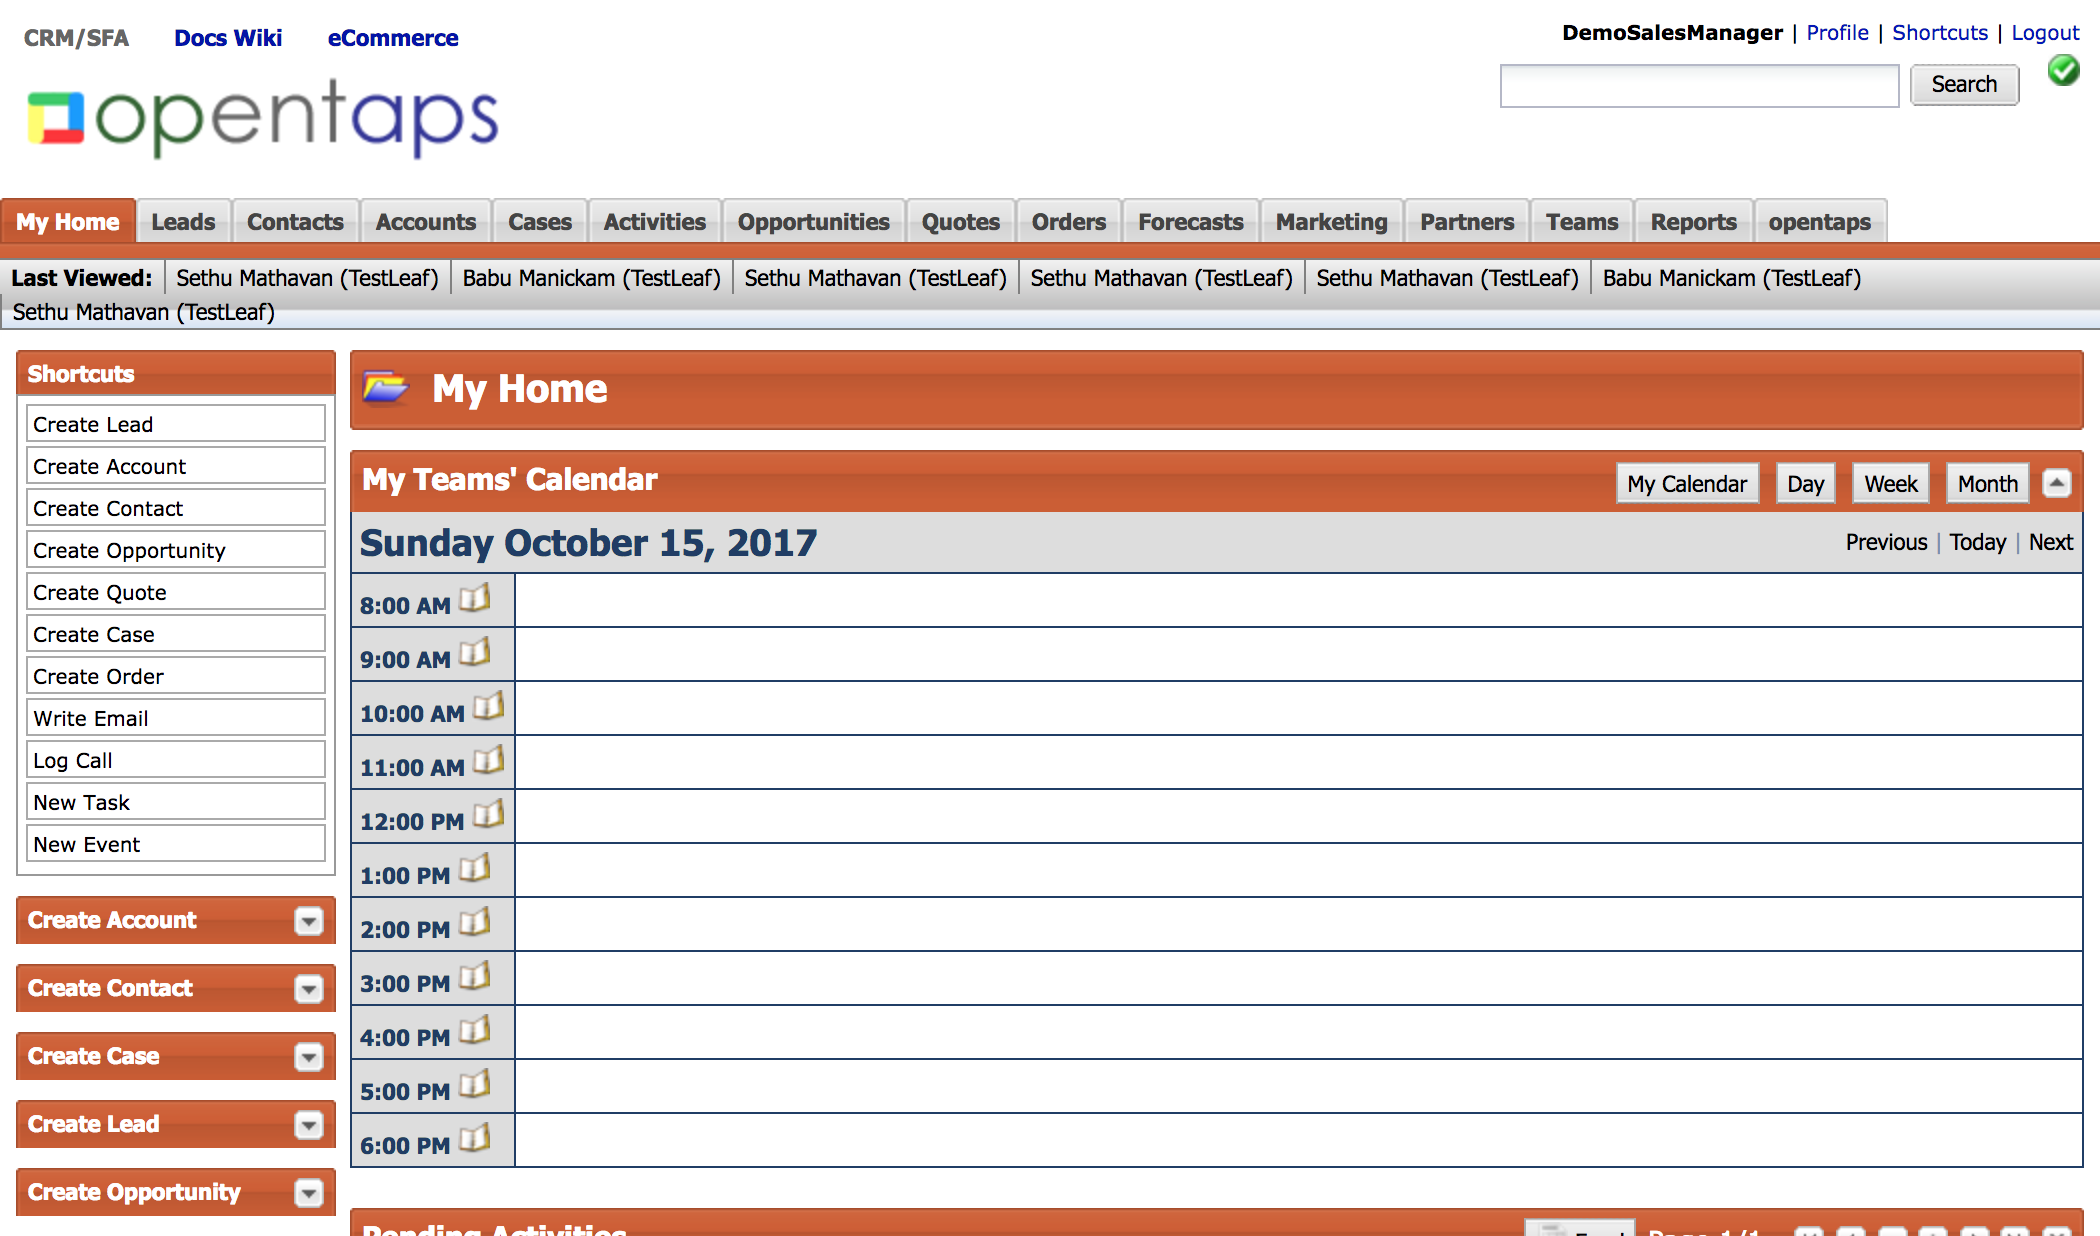 CRM/SFA Docs Wiki eCommerce
DemoSalesManager | Profile | Shortcuts | Logout
Search
opentaps
My Home Leads Contacts Accounts Cases Activities Opportunities Quotes Orders Forecasts Marketing Partners Teams Reports opentaps
Last Viewed: Sethu Mathavan (TestLeaf) Babu Manickam (TestLeaf) Sethu Mathavan (TestLeaf) Sethu Mathavan (TestLeaf) Sethu Mathavan (TestLeaf) Babu Manickam (TestLeaf)
Sethu Mathavan (TestLeaf)
Shortcuts
Create Lead
Create Account
Create Contact
Create Opportunity
Create Quote
Create Case
Create Order
Write Email
Log Call
New Task
New Event
Create Account
Create Contact
Create Case
Create Lead
Create Opportunity
My Home
My Teams' Calendar My Calendar Day Week Month
Sunday October 15, 2017 Previous | Today | Next
8:00 AM
9:00 AM
10:00 AM
11:00 AM
12:00 PM
1:00 PM
2:00 PM
3:00 PM
4:00 PM
5:00 PM
6:00 PM
Pending Activities Page 1/1